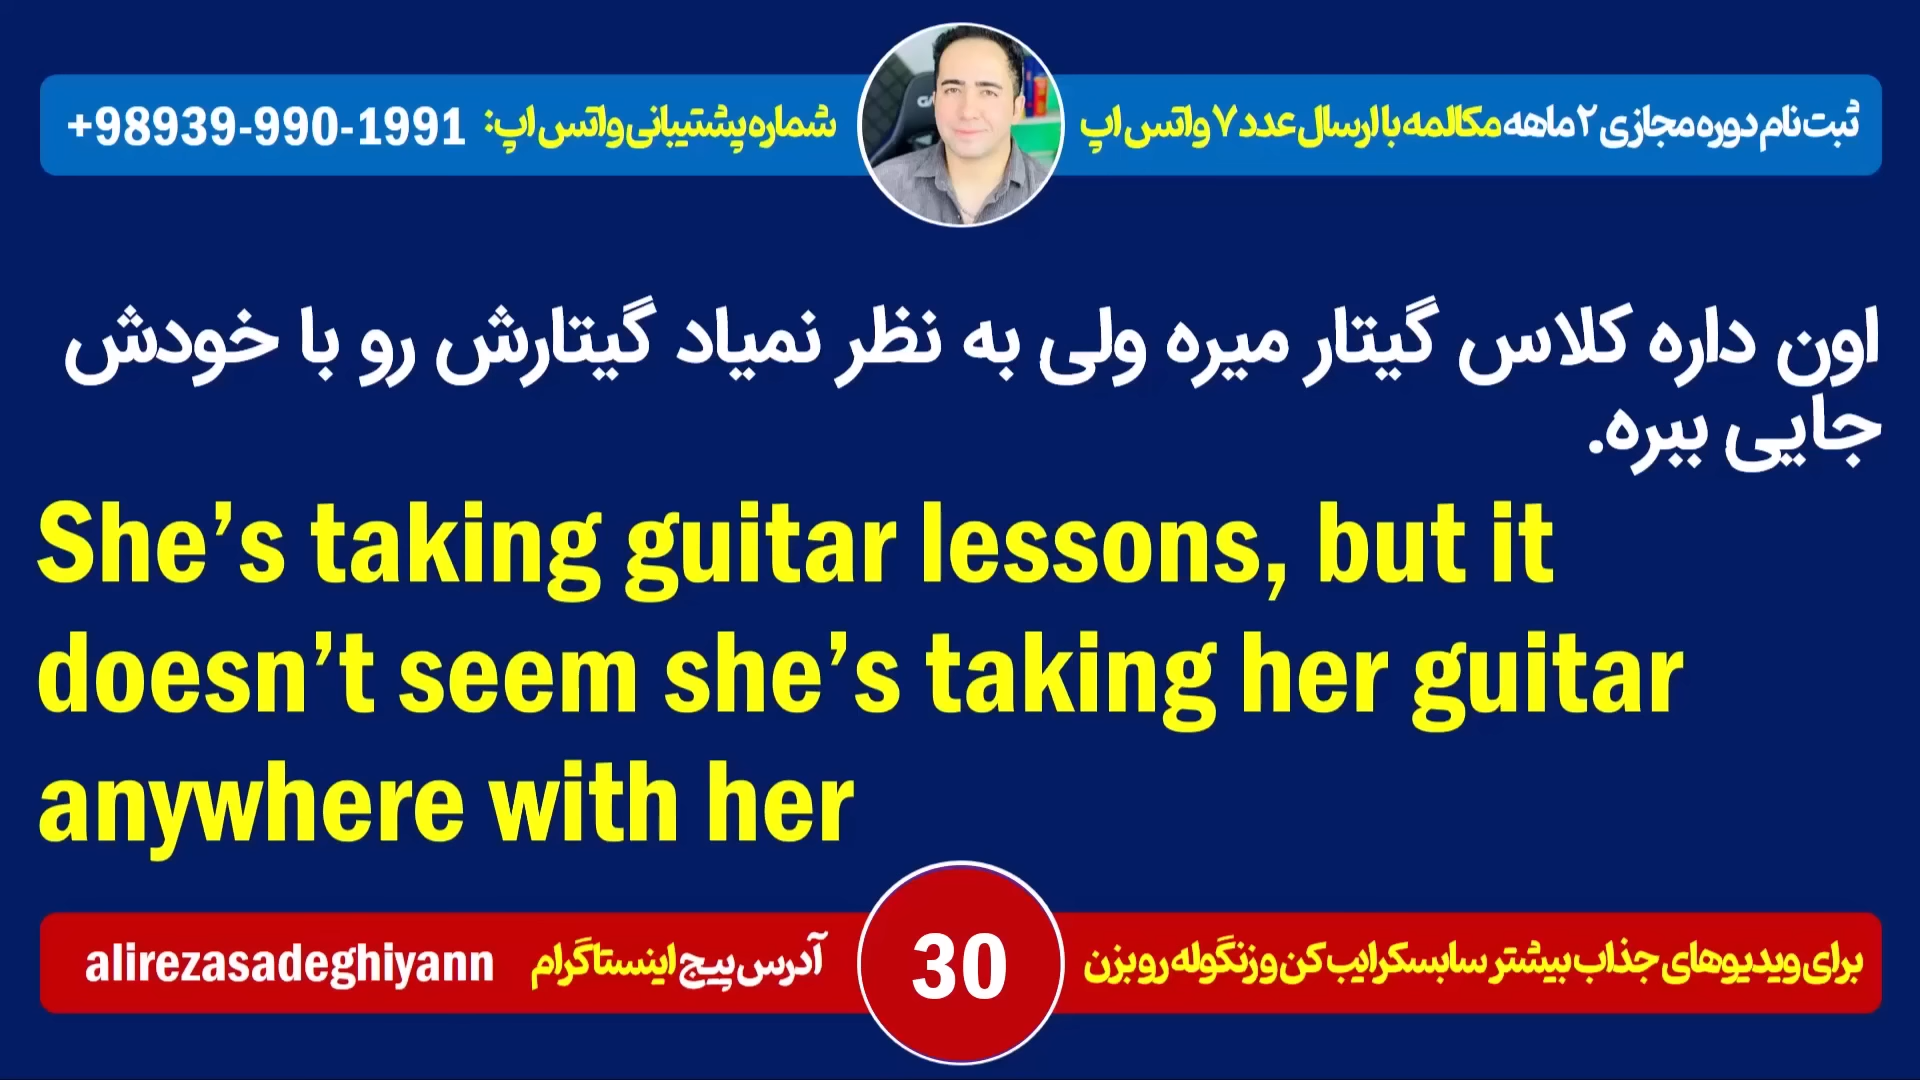 ثبت نام دوره مجازی ۲ ماهه مکالمه با ارسال عدد ۷ واتس اپ
شماره پشتیبانی واتس اپ: +98939-990-1991
اون داره کلاس گیتار میره ولی به نظر نمیاد گیتارش رو با خودش
جایی ببره.
She’s taking guitar lessons, but it
doesn’t seem she’s taking her guitar
anywhere with her
برای ویدیوهای جذاب بیشتر سابسکرایب کن و زنگوله رو بزن
30
آدرس پیج اینستاگرام alirezasadeghiyann